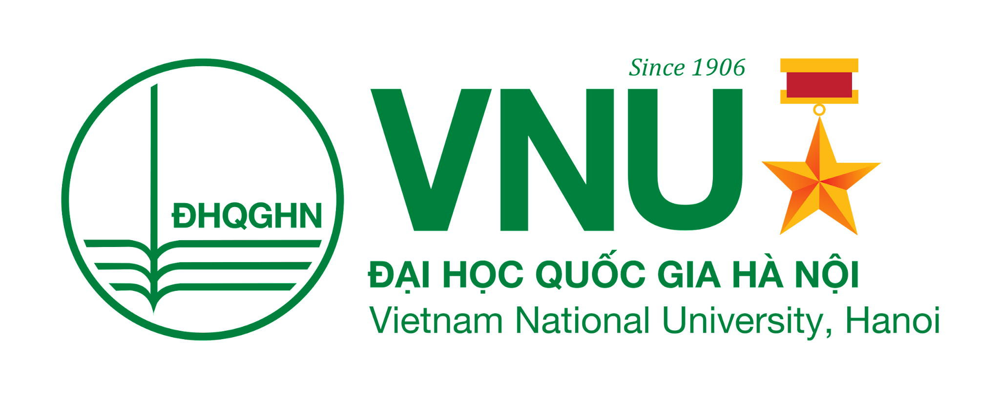 ĐHQGHN
Since 1906
VNU
ĐẠI HỌC QUỐC GIA HÀ NỘI
Vietnam National University, Hanoi